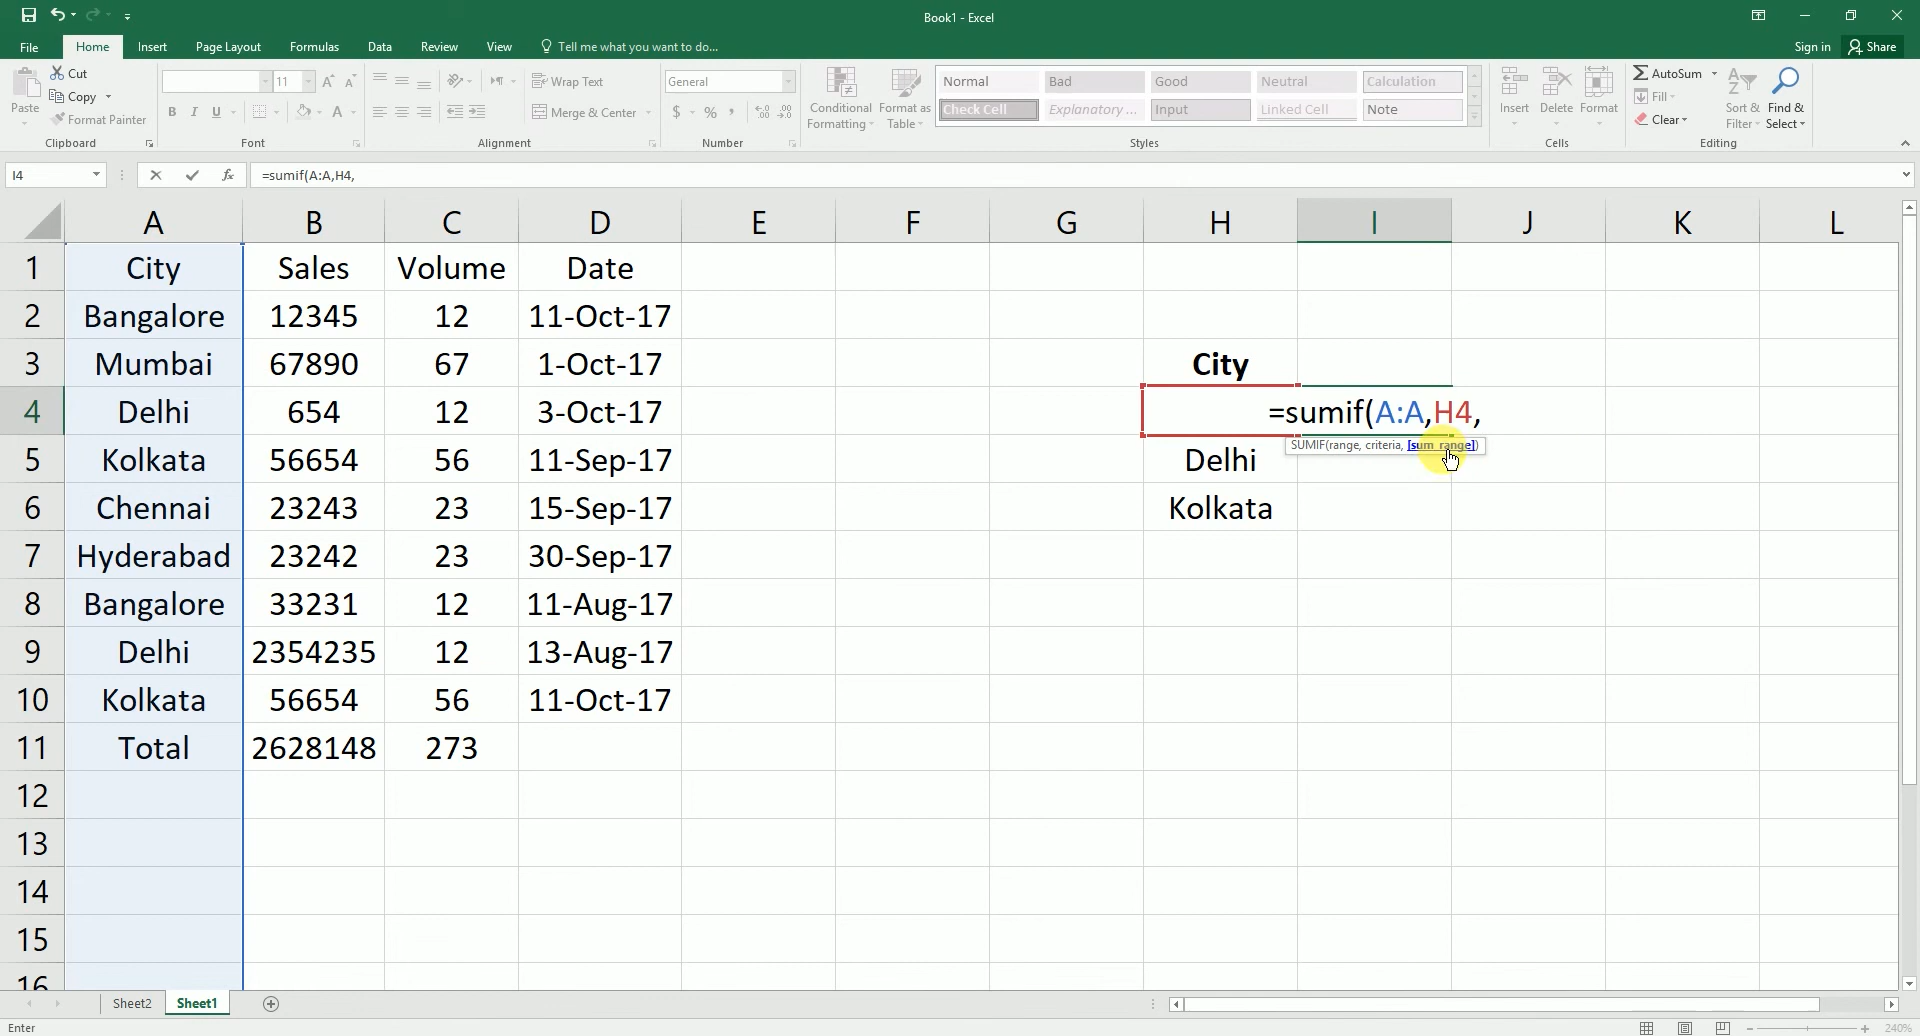 Book1 - Excel
File Home Insert Page Layout Formulas Data Review View Tell me what you want to do... Sign in Share
Paste Cut Copy Format Painter
11
B I U A
Wrap Text
Merge & Center
General
$ % ,
Conditional Formatting
Format as Table
Normal Bad Good Neutral Calculation
Check Cell Explanatory ... Input Linked Cell Note
Insert Delete Format
AutoSum
Fill
Clear
Sort & Filter
Find & Select
Clipboard Font Alignment Number Styles Cells Editing
I4 fx =sumif(A:A,H4,
A B C D E F G H I J K L
1 City Sales Volume Date
2 Bangalore 12345 12 11-Oct-17
3 Mumbai 67890 67 1-Oct-17 City
4 Delhi 654 12 3-Oct-17 =sumif(A:A,H4,
SUMIF(range, criteria, [sum_range])
5 Kolkata 56654 56 11-Sep-17 Delhi
6 Chennai 23243 23 15-Sep-17 Kolkata
7 Hyderabad 23242 23 30-Sep-17
8 Bangalore 33231 12 11-Aug-17
9 Delhi 2354235 12 13-Aug-17
10 Kolkata 56654 56 11-Oct-17
11 Total 2628148 273
12
13
14
15
16
Sheet2 Sheet1
Enter 240%